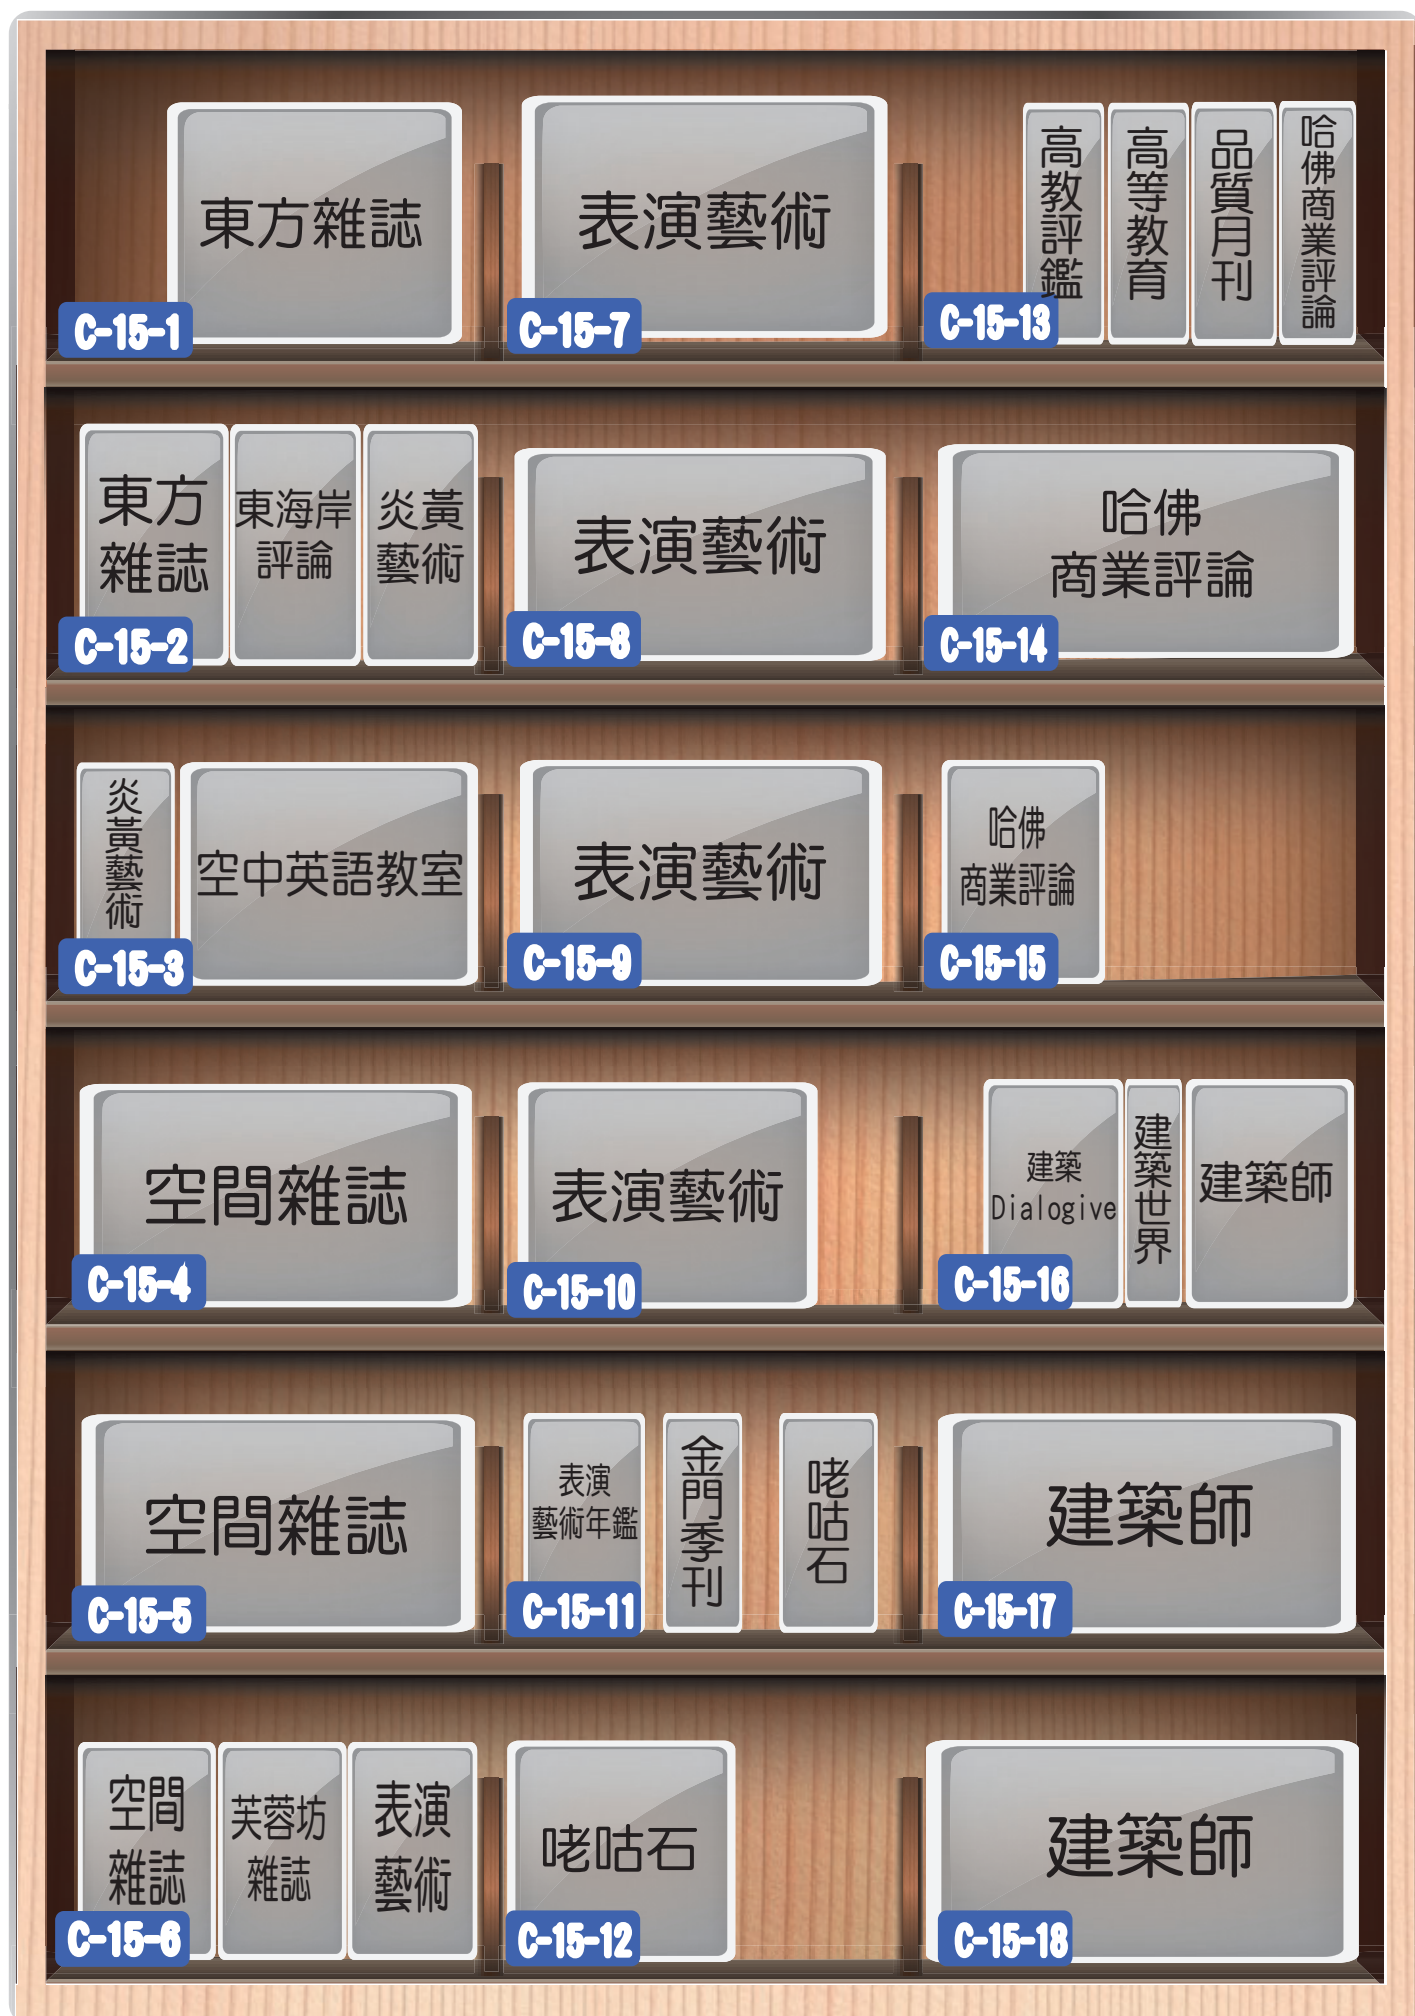 東方雜誌
C-15-1
表演藝術
C-15-7
高教評鑑
高等教育
品質月刊
哈佛商業評論
C-15-13
東方
雜誌
東海岸
評論
炎黃
藝術
C-15-2
表演藝術
C-15-8
哈佛
商業評論
C-15-14
炎黃藝術
空中英語教室
C-15-3
表演藝術
C-15-9
哈佛
商業評論
C-15-15
空間雜誌
C-15-4
表演藝術
C-15-10
建築
Dialogive
建築世界
建築師
C-15-16
空間雜誌
C-15-5
表演
藝術年鑑
金門季刊
咾咕石
C-15-11
建築師
C-15-17
空間
雜誌
芙蓉坊
雜誌
表演
藝術
C-15-6
咾咕石
C-15-12
建築師
C-15-18